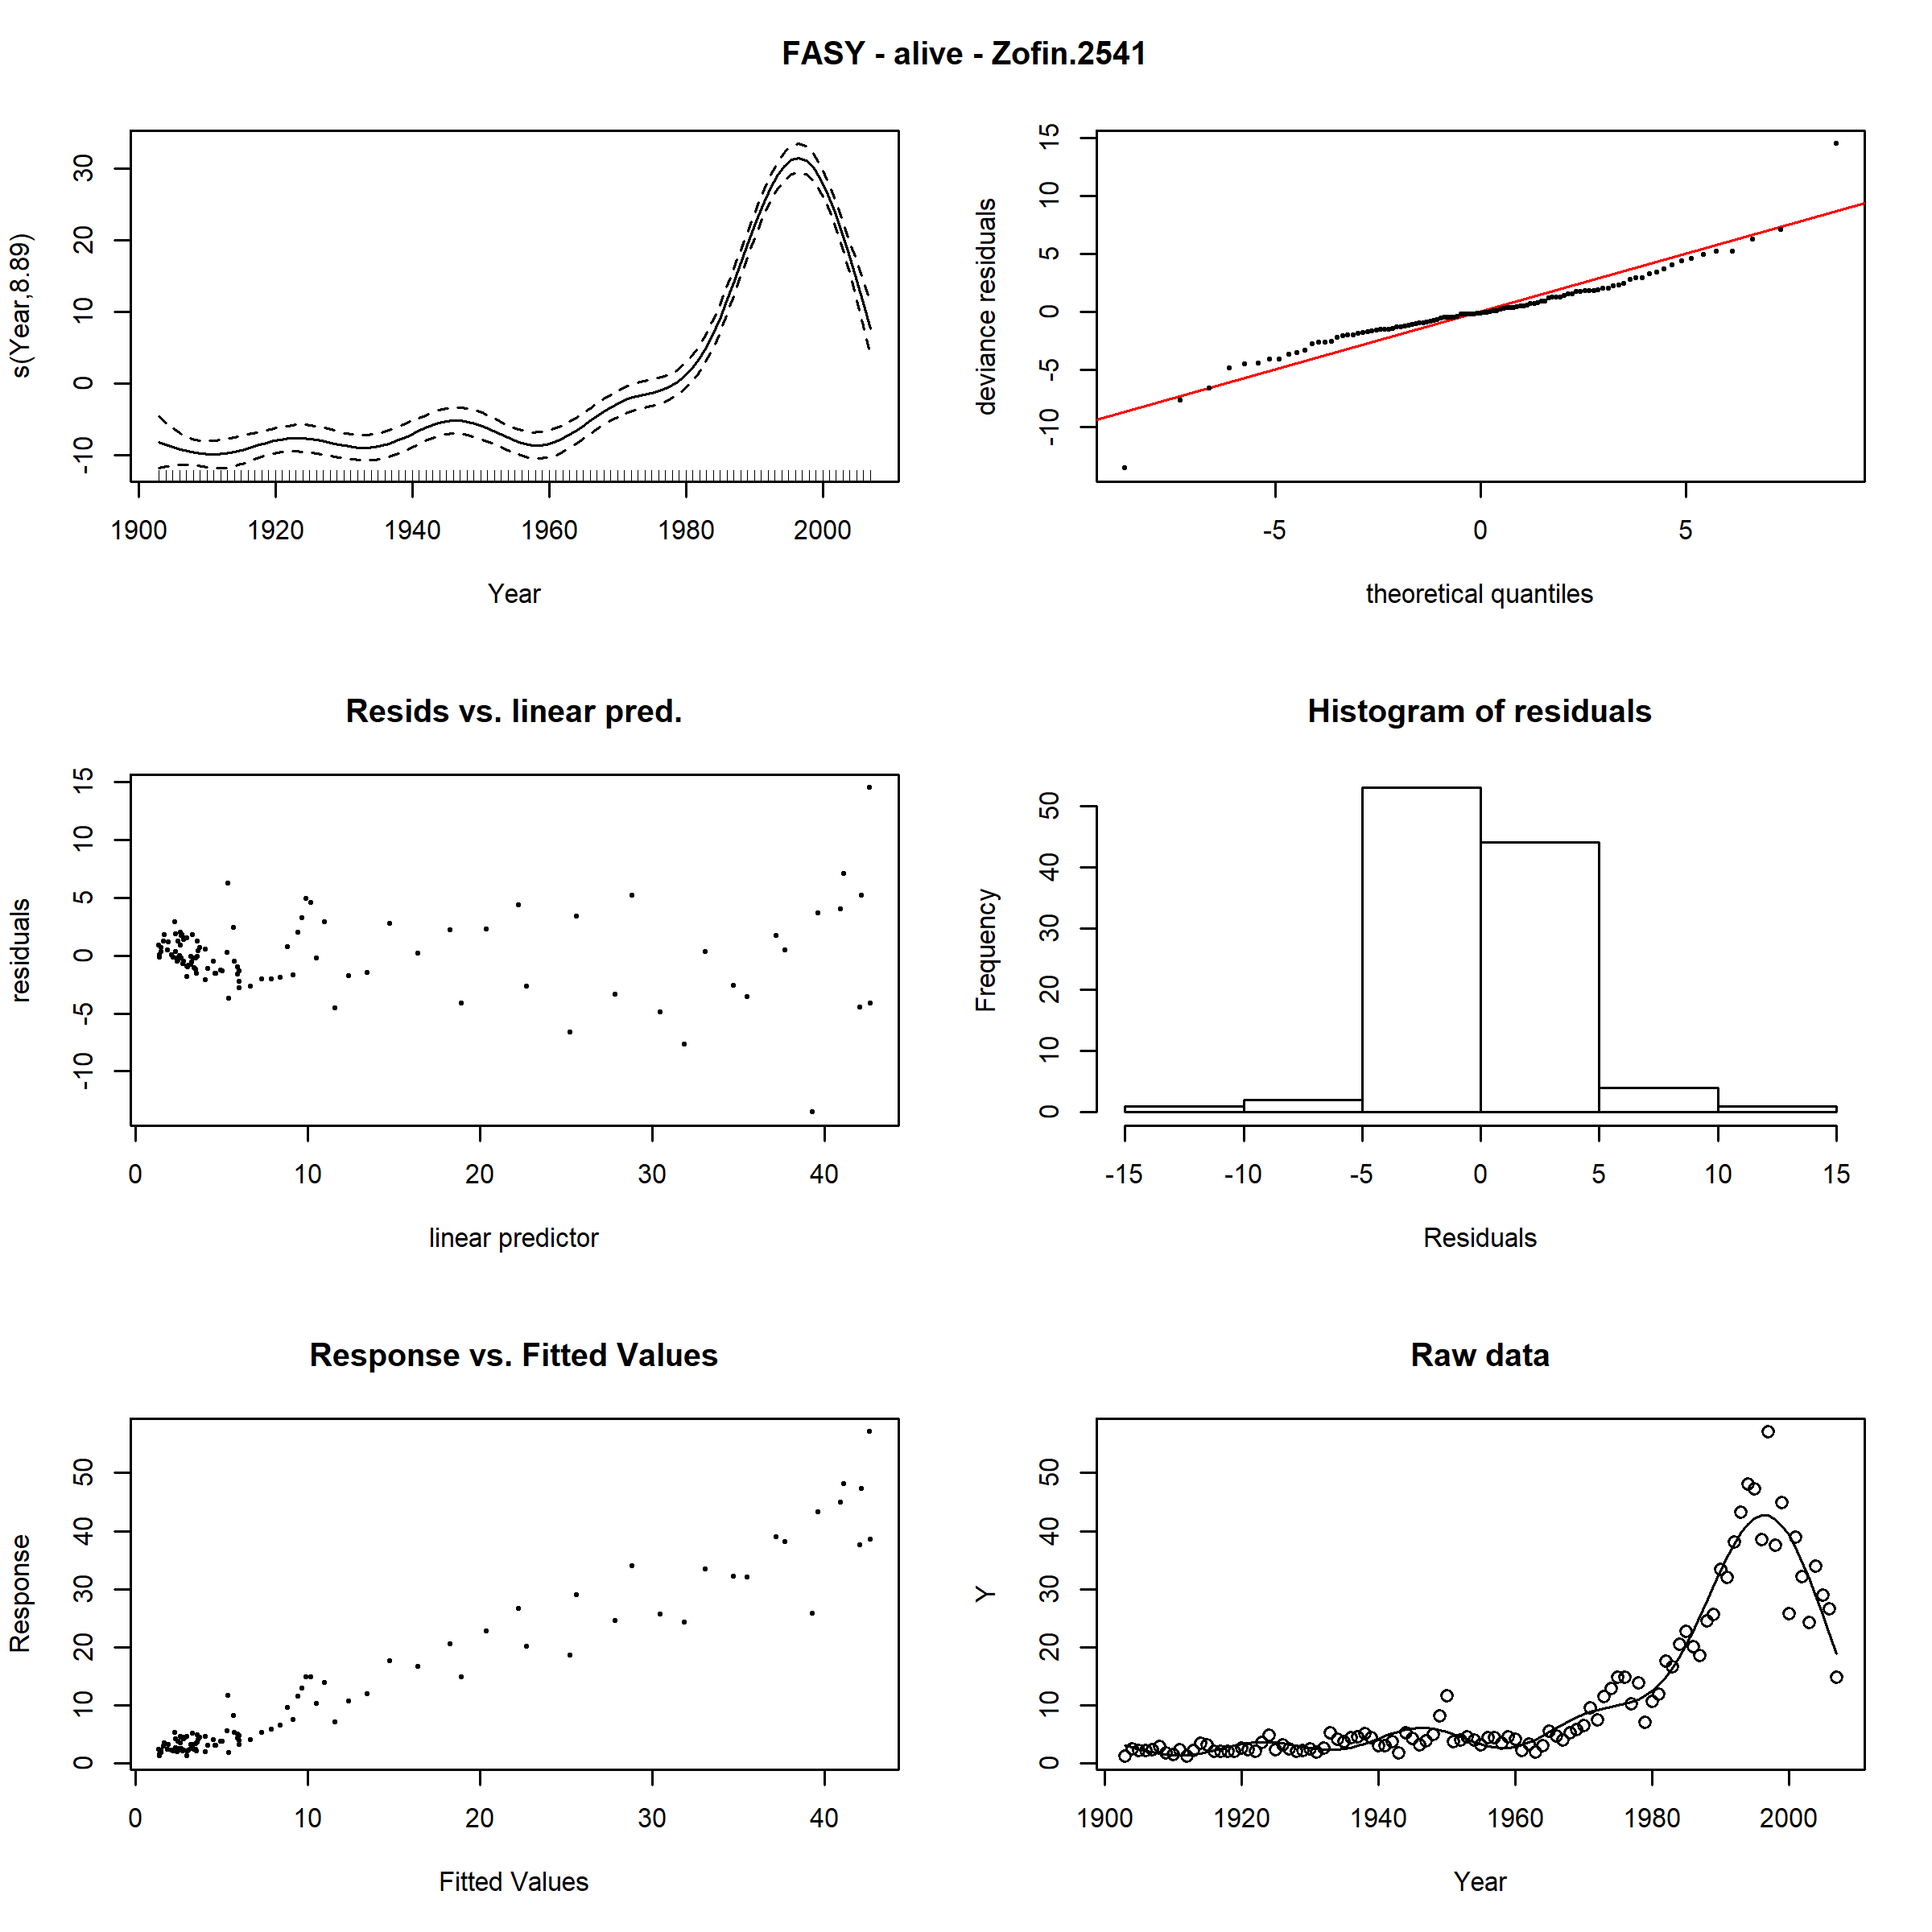 FASY - alive - Zofin.2541
s(Year,8.89)
-10 0 10 20 30
1900 1920 1940 1960 1980 2000
Year
deviance residuals
-10 -5 0 5 10 15
-5 0 5
theoretical quantiles
Resids vs. linear pred.
residuals
-10 -5 0 5 10 15
0 10 20 30 40
linear predictor
Histogram of residuals
Frequency
0 10 20 30 40 50
-15 -10 -5 0 5 10 15
Residuals
Response vs. Fitted Values
Response
0 10 20 30 40 50
0 10 20 30 40
Fitted Values
Raw data
Y
0 10 20 30 40 50
1900 1920 1940 1960 1980 2000
Year